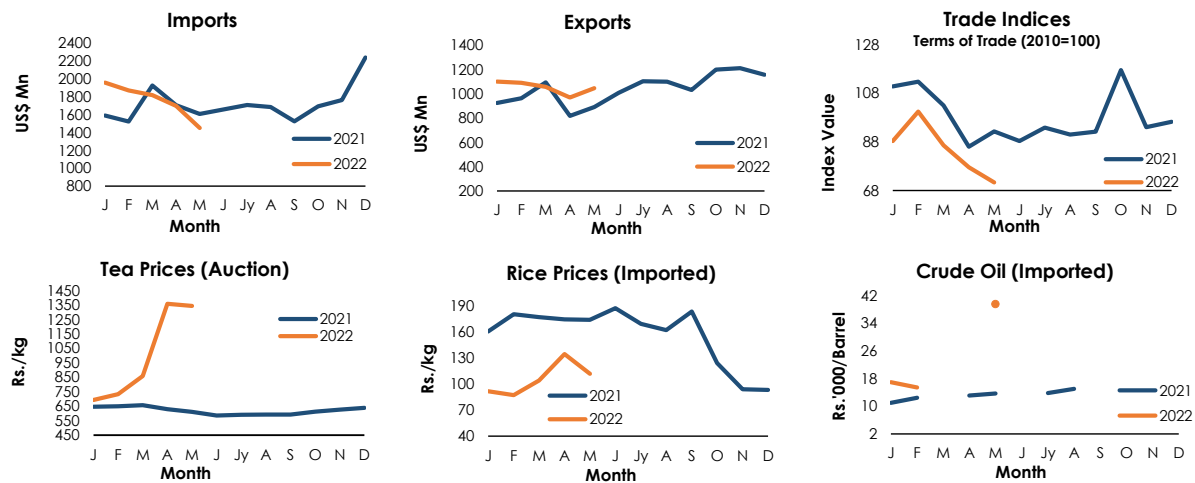 Imports
US$ Mn
2400
2200
2000
1800
1600
1400
1200
1000
800
2021
2022
J F M A M J Jy A S O N D
Month
Exports
US$ Mn
1400
1200
1000
800
600
400
200
2021
2022
J F M A M J Jy A S O N D
Month
Trade Indices
Terms of Trade (2010=100)
Index Value
128
108
88
68
2021
2022
J F M A M J Jy A S O N D
Month
Tea Prices (Auction)
Rs./kg
1450
1350
1250
1150
1050
950
850
750
650
550
450
2021
2022
J F M A M J Jy A S O N D
Month
Rice Prices (Imported)
Rs./kg
190
160
130
100
70
40
2021
2022
J F M A M J Jy A S O N D
Month
Crude Oil (Imported)
Rs.'000/Barrel
42
34
26
18
10
2
2021
2022
J F M A M J Jy A S O N D
Month